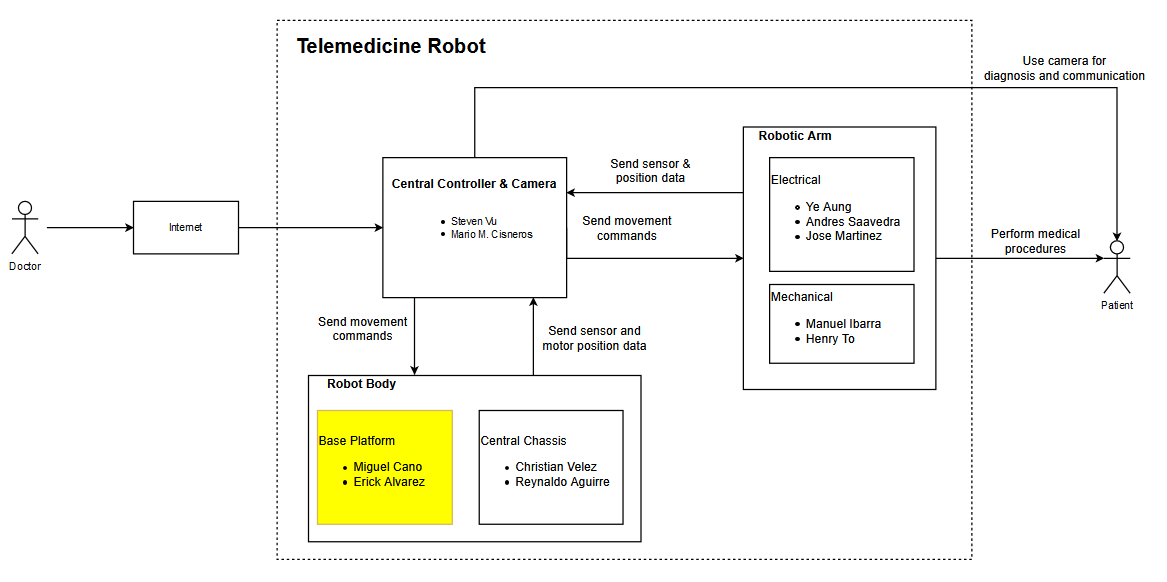 Telemedicine Robot
Use camera for
diagnosis and communication
Robotic Arm
Central Controller & Camera
Steven Vu
Mario M. Cisneros
Send sensor &
position data
Send movement
commands
Electrical
Ye Aung
Andres Saavedra
Jose Martinez
Mechanical
Manuel Ibarra
Henry To
Perform medical
procedures
Doctor
Internet
Patient
Send movement
commands
Send sensor and
motor position data
Robot Body
Base Platform
Miguel Cano
Erick Alvarez
Central Chassis
Christian Velez
Reynaldo Aguirre